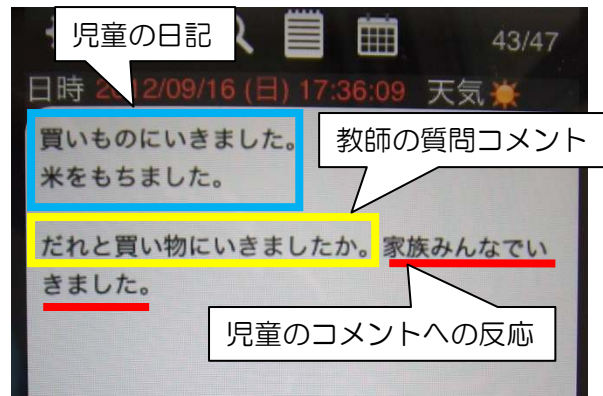 児童の日記
43/47
日時 2012/09/16 (日) 17:36:09 天気
買いものにいきました。
米をもちました。
教師の質問コメント
だれと買い物にいきましたか。家族みんなでい
きました。
児童のコメントへの反応